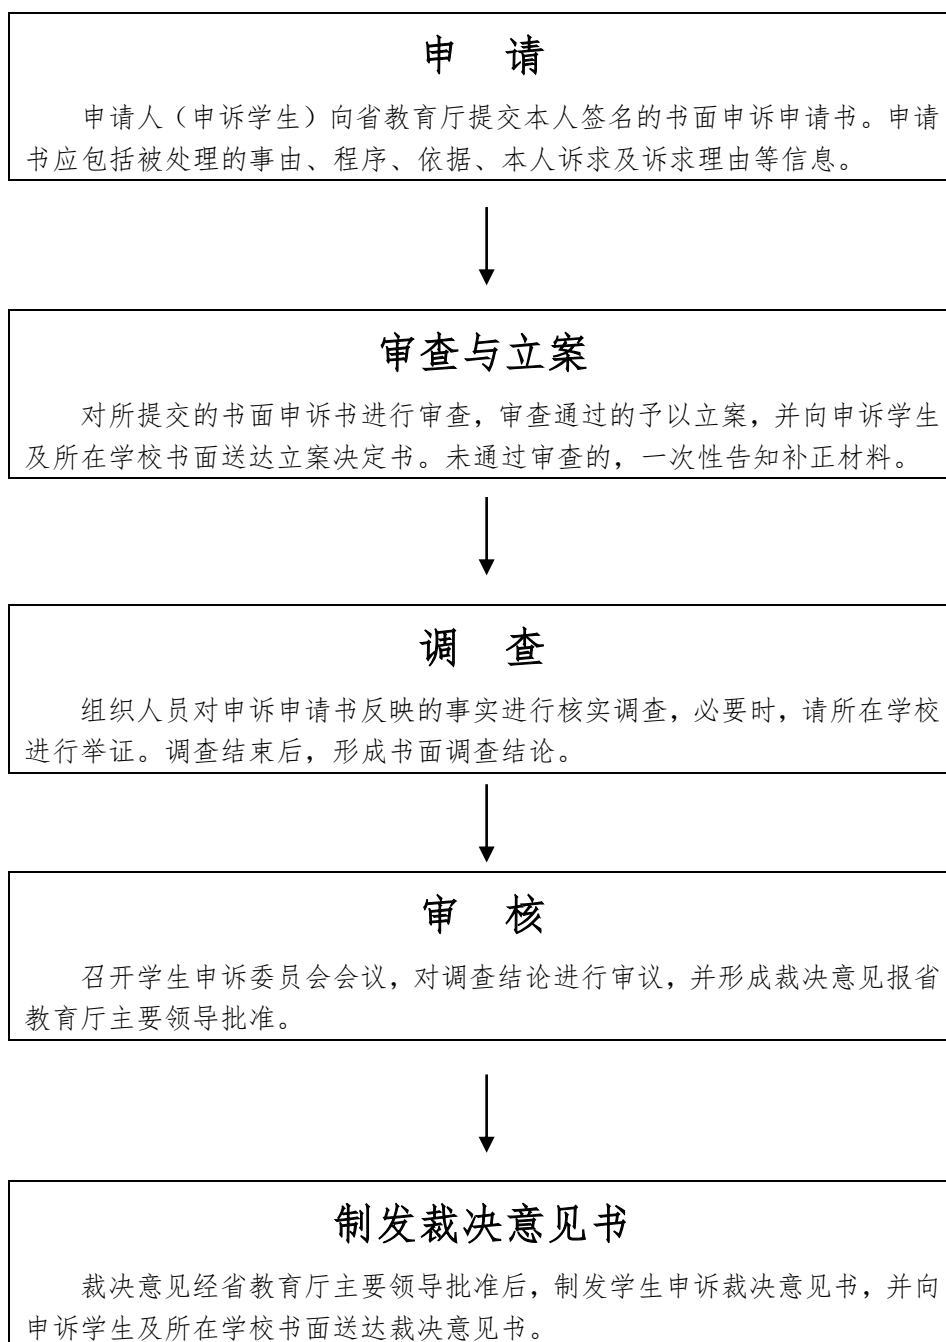 申 请
申请人（申诉学生）向省教育厅提交本人签名的书面申诉申请书。申请
书应包括被处理的事由、程序、依据、本人诉求及诉求理由等信息。
审查与立案
对所提交的书面申诉书进行审查，审查通过的予以立案，并向申诉学生
及所在学校书面送达立案决定书。未通过审查的，一次性告知补正材料。
调 查
组织人员对申诉申请书反映的事实进行核实调查，必要时，请所在学校
进行举证。调查结束后，形成书面调查结论。
审 核
召开学生申诉委员会会议，对调查结论进行审议，并形成裁决意见报省
教育厅主要领导批准。
制发裁决意见书
裁决意见经省教育厅主要领导批准后，制发学生申诉裁决意见书，并向
申诉学生及所在学校书面送达裁决意见书。